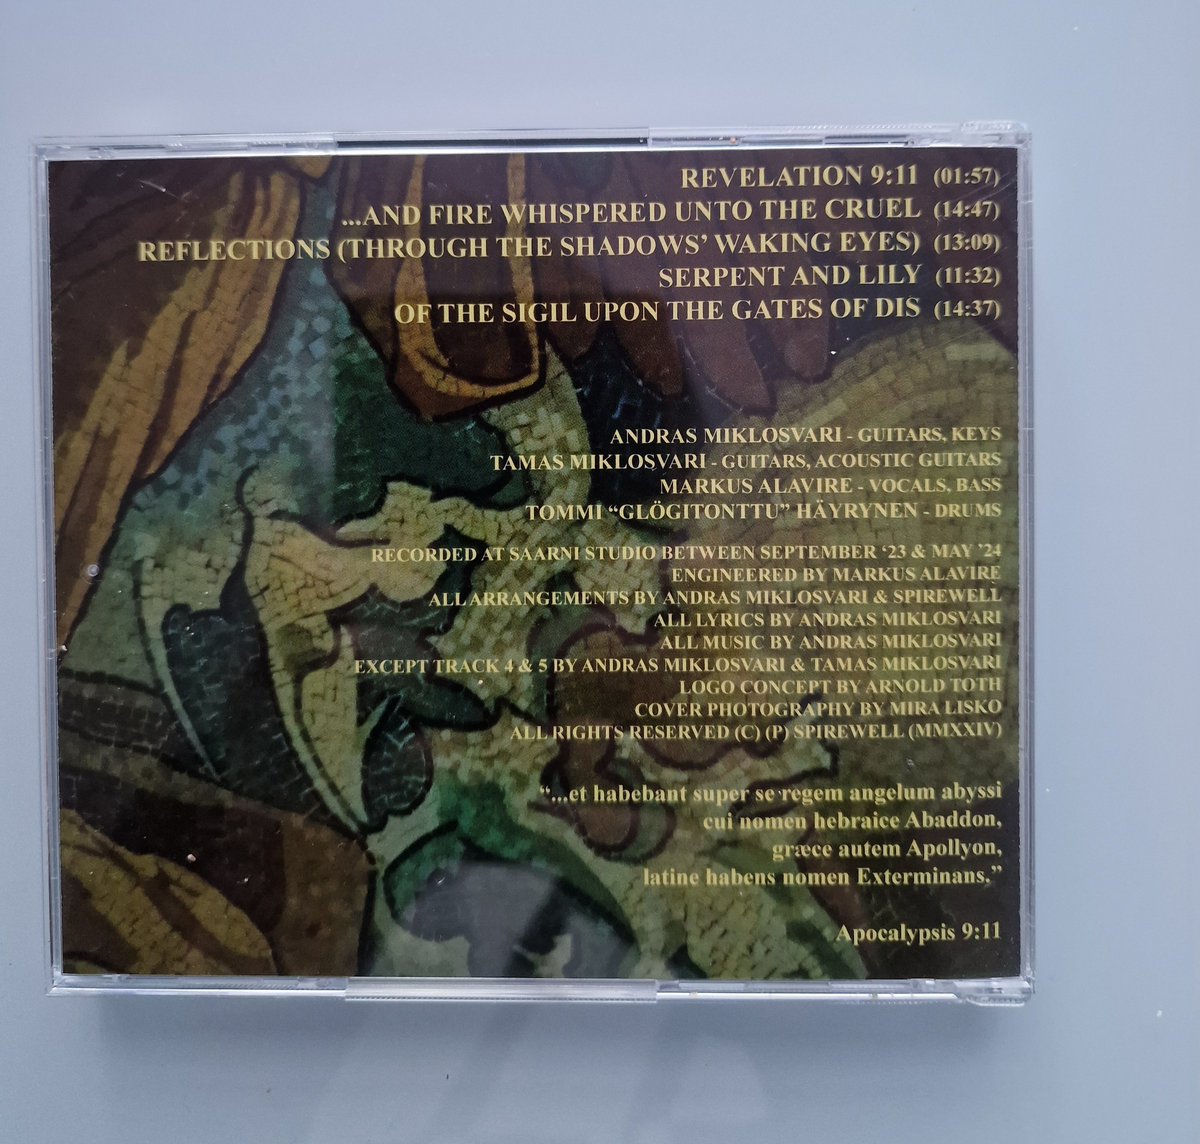 REVELATION 9:11 (01:57)
...AND FIRE WHISPERED UNTO THE CRUEL (14:47)
REFLECTIONS (THROUGH THE SHADOWS’ WAKING EYES) (13:09)
SERPENT AND LILY (11:32)
OF THE SIGIL UPON THE GATES OF DIS (14:37)
ANDRAS MIKLOSVARI - GUITARS, KEYS
TAMAS MIKLOSVARI - GUITARS, ACOUSTIC GUITARS
MARKUS ALAVIRE - VOCALS, BASS
TOMMI “GLÖGITONTTU” HÄYRYNEN - DRUMS
RECORDED AT SAARNI STUDIO BETWEEN SEPTEMBER ‘23 & MAY ’24
ENGINEERED BY MARKUS ALAVIRE
ALL ARRANGEMENTS BY ANDRAS MIKLOSVARI & SPIREWELL
ALL LYRICS BY ANDRAS MIKLOSVARI
ALL MUSIC BY ANDRAS MIKLOSVARI
EXCEPT TRACK 4 & 5 BY ANDRAS MIKLOSVARI & TAMAS MIKLOSVARI
LOGO CONCEPT BY ARNOLD TOTH
COVER PHOTOGRAPHY BY MIRA LISKO
ALL RIGHTS RESERVED (C) (P) SPIREWELL (MMXXIV)
“...et habebant super se regem angelum abyssi
cui nomen hebraice Abaddon,
græce autem Apollyon,
latine habens nomen Exterminans.”
Apocalypsis 9:11